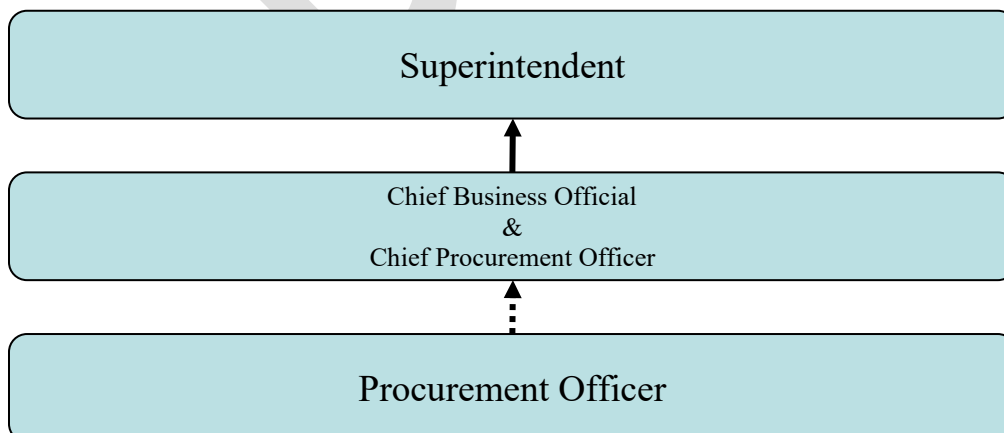 Superintendent
Chief Business Official
&
Chief Procurement Officer
Procurement Officer